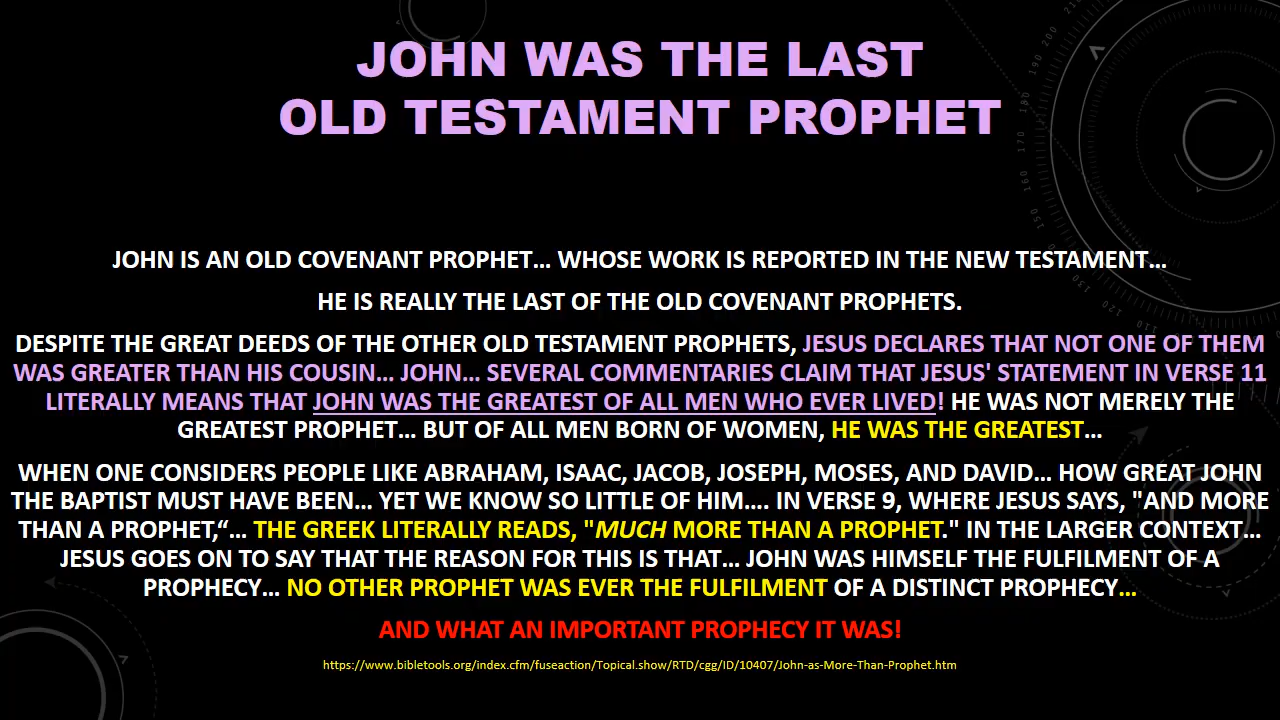 JOHN WAS THE LAST
OLD TESTAMENT PROPHET
JOHN IS AN OLD COVENANT PROPHET... WHOSE WORK IS REPORTED IN THE NEW TESTAMENT...
HE IS REALLY THE LAST OF THE OLD COVENANT PROPHETS.
DESPITE THE GREAT DEEDS OF THE OTHER OLD TESTAMENT PROPHETS, JESUS DECLARES THAT NOT ONE OF THEM
WAS GREATER THAN HIS COUSIN... JOHN... SEVERAL COMMENTARIES CLAIM THAT JESUS' STATEMENT IN VERSE 11
LITERALLY MEANS THAT JOHN WAS THE GREATEST OF ALL MEN WHO EVER LIVED! HE WAS NOT MERELY THE
GREATEST PROPHET... BUT OF ALL MEN BORN OF WOMEN, HE WAS THE GREATEST...
WHEN ONE CONSIDERS PEOPLE LIKE ABRAHAM, ISAAC, JACOB, JOSEPH, MOSES, AND DAVID... HOW GREAT JOHN
THE BAPTIST MUST HAVE BEEN... YET WE KNOW SO LITTLE OF HIM.... IN VERSE 9, WHERE JESUS SAYS, "AND MORE
THAN A PROPHET,“... THE GREEK LITERALLY READS, "MUCH MORE THAN A PROPHET." IN THE LARGER CONTEXT...
JESUS GOES ON TO SAY THAT THE REASON FOR THIS IS THAT... JOHN WAS HIMSELF THE FULFILMENT OF A
PROPHECY... NO OTHER PROPHET WAS EVER THE FULFILMENT OF A DISTINCT PROPHECY...
AND WHAT AN IMPORTANT PROPHECY IT WAS!
https://www.bibletools.org/index.cfm/fuseaction/Topical.show/RTD/cgg/ID/10407/John-as-More-Than-Prophet.htm